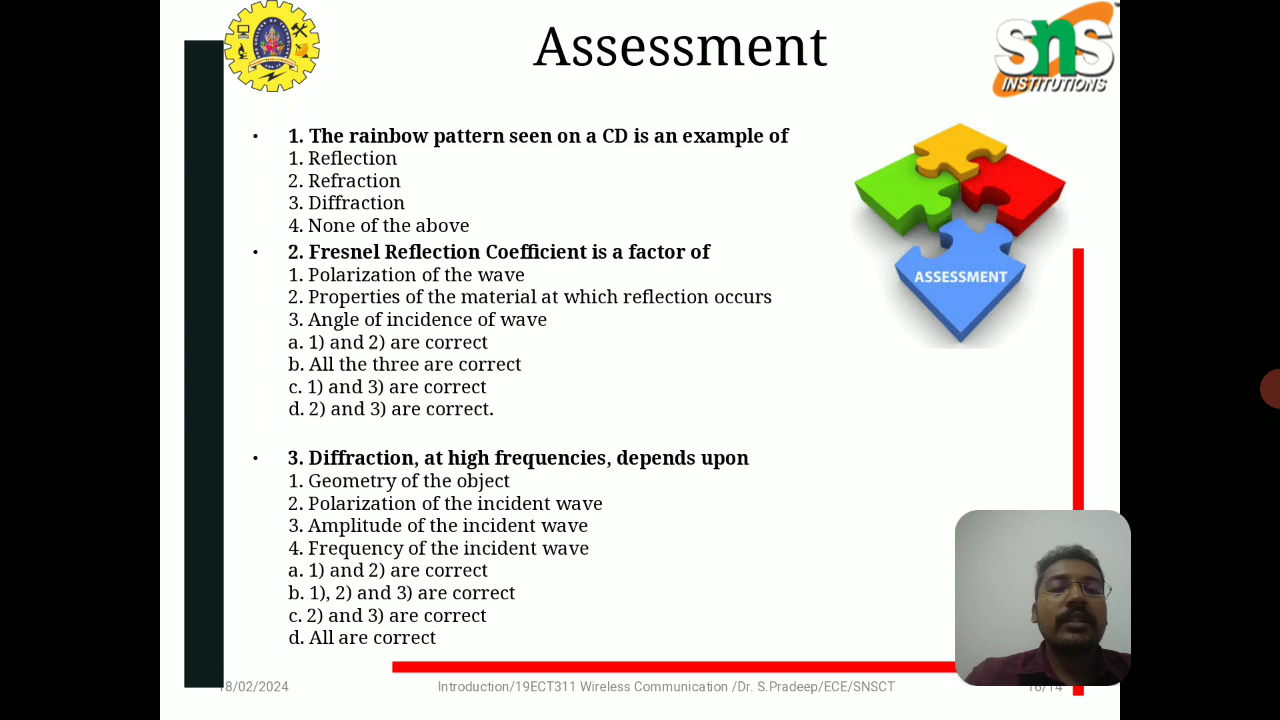 Assessment
SNS
INSTITUTIONS
• 1. The rainbow pattern seen on a CD is an example of
1. Reflection
2. Refraction
3. Diffraction
4. None of the above
• 2. Fresnel Reflection Coefficient is a factor of
1. Polarization of the wave
2. Properties of the material at which reflection occurs
3. Angle of incidence of wave
a. 1) and 2) are correct
b. All the three are correct
c. 1) and 3) are correct
d. 2) and 3) are correct.
ASSESSMENT
• 3. Diffraction, at high frequencies, depends upon
1. Geometry of the object
2. Polarization of the incident wave
3. Amplitude of the incident wave
4. Frequency of the incident wave
a. 1) and 2) are correct
b. 1), 2) and 3) are correct
c. 2) and 3) are correct
d. All are correct
18/02/2024
Introduction/19ECT311 Wireless Communication /Dr. S.Pradeep/ECE/SNSCT
16/14